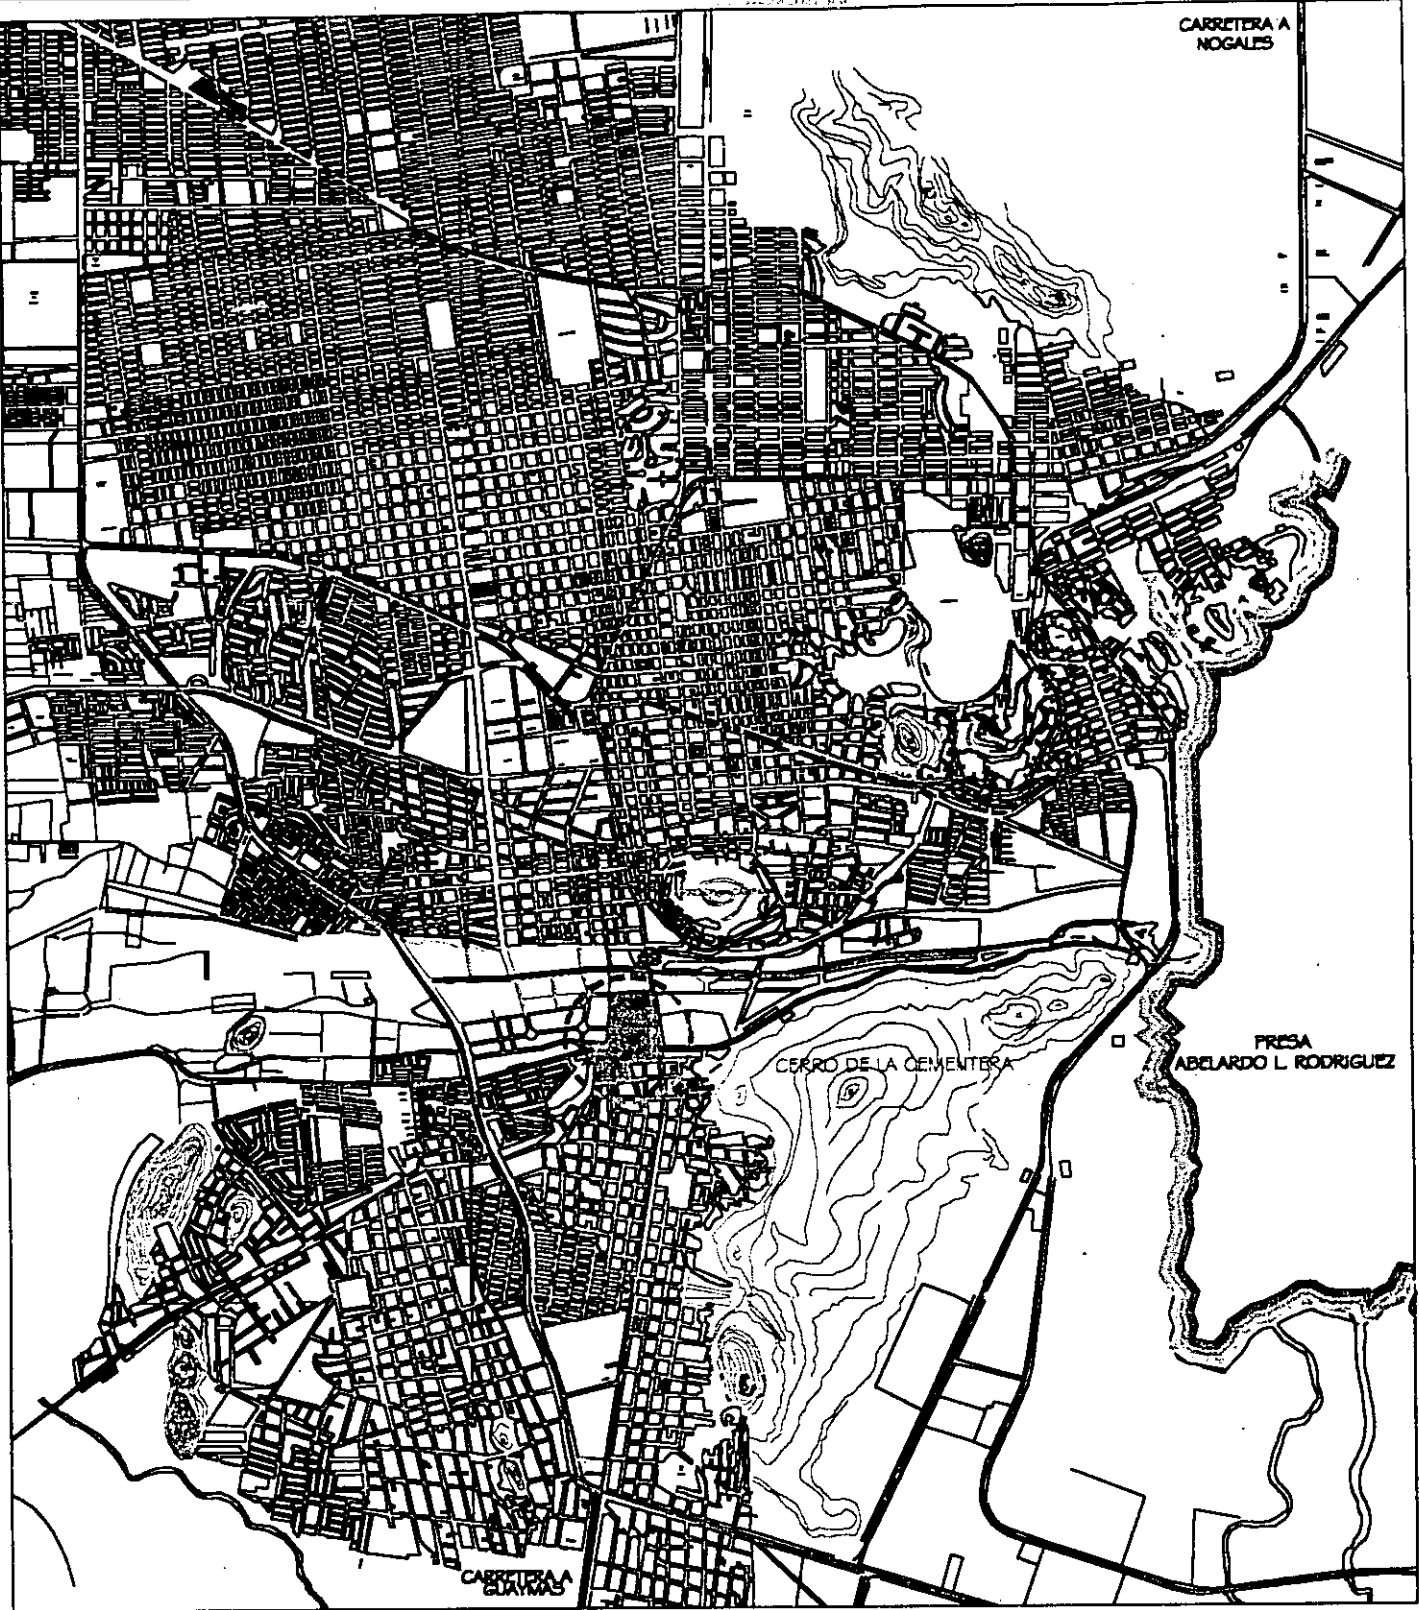 CARRETERA A
NOGALES
CERRO DE LA CEMENTERA
PRESA
ABELARDO L. RODRIGUEZ
CARRETERA A
GUAYMAS